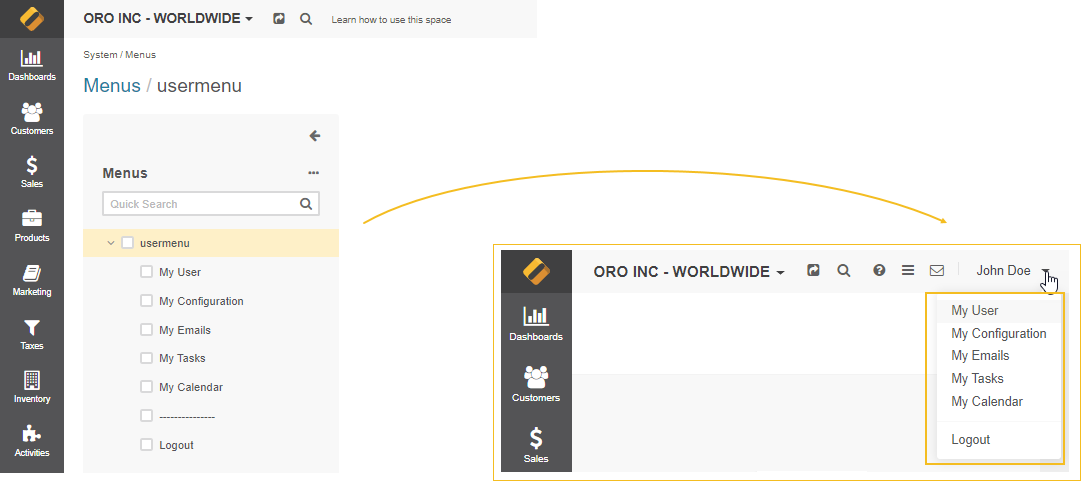 ORO INC - WORLDWIDE
Learn how to use this space
System / Menus
Menus / usermenu
Dashboards
Customers
Sales
Products
Marketing
Taxes
Inventory
Activities
Menus
...
Quick Search
usermenu
My User
My Configuration
My Emails
My Tasks
My Calendar
---------------
Logout
ORO INC - WORLDWIDE
John Doe
Dashboards
Customers
Sales
My User
My Configuration
My Emails
My Tasks
My Calendar
Logout